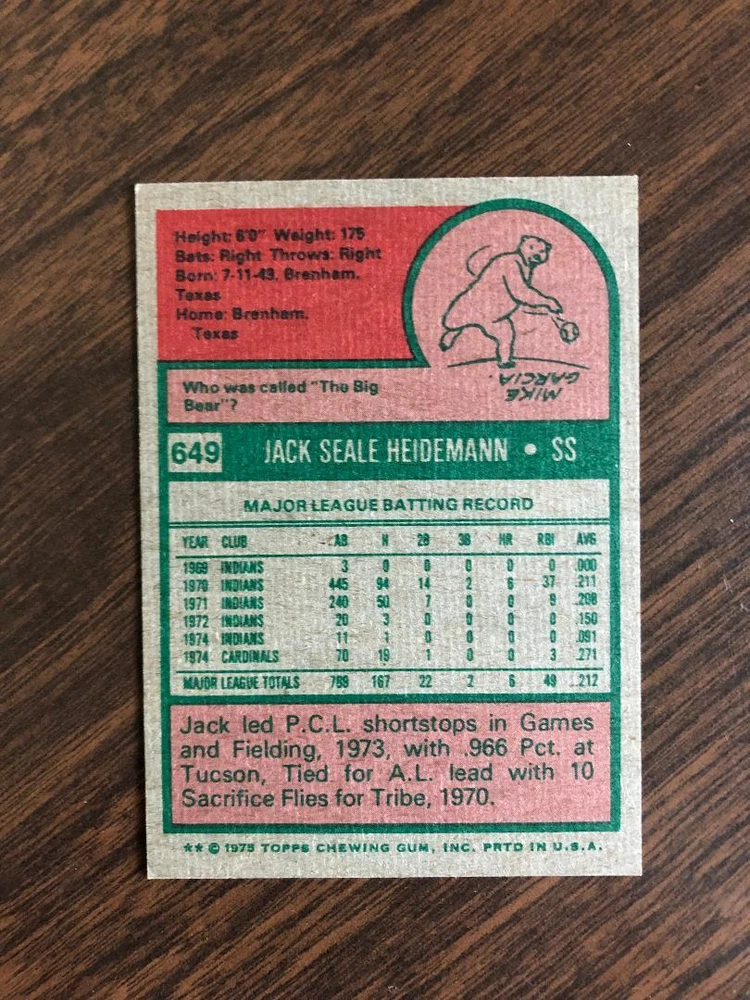 Height: 6'0" Weight: 175
Bats: Right Throws: Right
Born: 7-11-49, Brenham,
Texas
Home: Brenham,
Texas
MIKE
GARCIA.
Who was called "The Big
Bear"?
649 JACK SEALE HEIDEMANN • SS
MAJOR LEAGUE BATTING RECORD
YEAR CLUB AB H 2B 3B HR RBI AVG
1969 INDIANS 3 0 0 0 0 0 .000
1970 INDIANS 445 94 14 2 6 37 .211
1971 INDIANS 240 50 7 0 0 9 .208
1972 INDIANS 20 3 0 0 0 0 .150
1974 INDIANS 11 1 0 0 0 0 .091
1974 CARDINALS 70 19 1 0 0 3 .271
MAJOR LEAGUE TOTALS 789 167 22 2 6 49 .212
Jack led P.C.L. shortstops in Games
and Fielding, 1973, with .966 Pct. at
Tucson, Tied for A.L. lead with 10
Sacrifice Flies for Tribe, 1970.
** © 1975 TOPPS CHEWING GUM, INC. PRTD IN U.S.A.